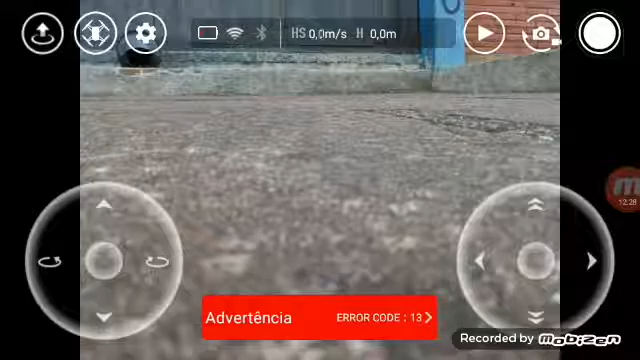 HS 0,0m/s H 0,0m
12:28
Advertência ERROR CODE : 13
Recorded by mobizen